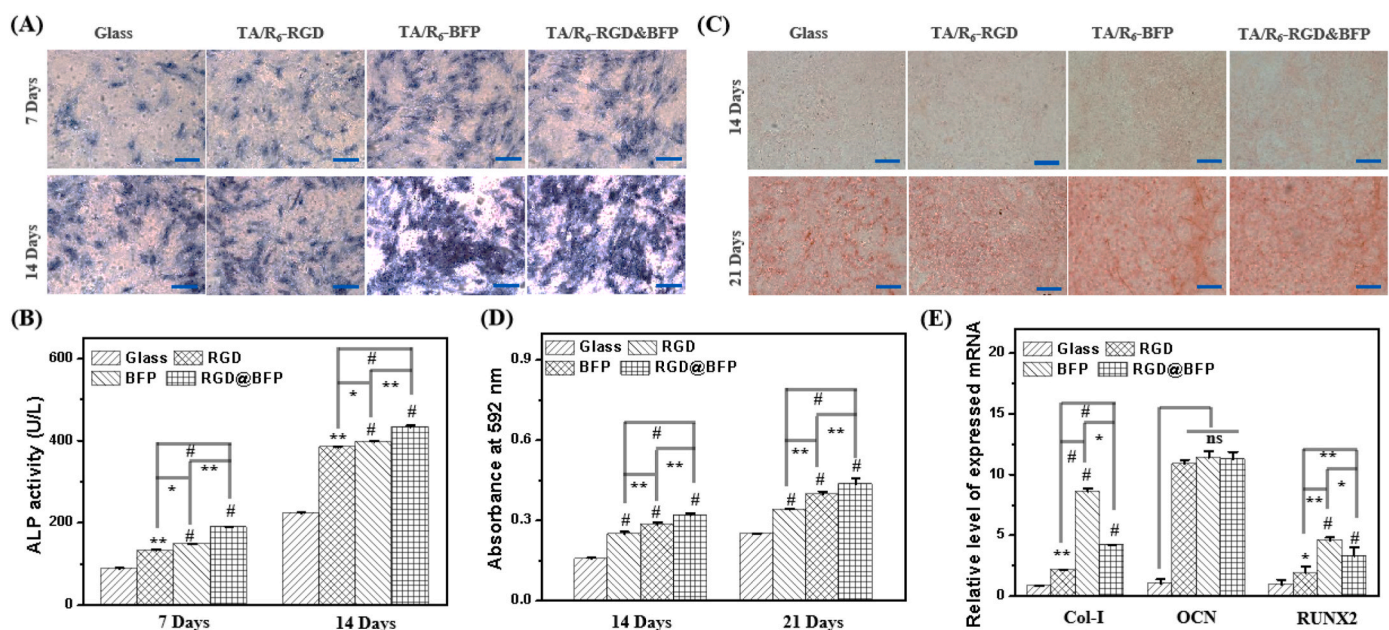 (A)
Glass TA/R6-RGD TA/R6-BFP TA/R6-RGD&BFP
7 Days
14 Days
(C)
Glass TA/R6-RGD TA/R6-BFP TA/R6-RGD&BFP
14 Days
21 Days
(B)
ALP activity (U/L)
600
400
200
0
Glass RGD
BFP RGD@BFP
#
* **
** # #
#
* **
** # #
7 Days 14 Days
(D)
Absorbance at 592 nm
0.9
0.6
0.3
0.0
Glass RGD
BFP RGD@BFP
#
** **
# # #
#
** **
# # #
14 Days 21 Days
(E)
Relative level of expressed mRNA
20
15
10
5
0
Glass RGD
BFP RGD@BFP
#
# *
** # #
ns
**
** *
* # #
Col-I OCN RUNX2